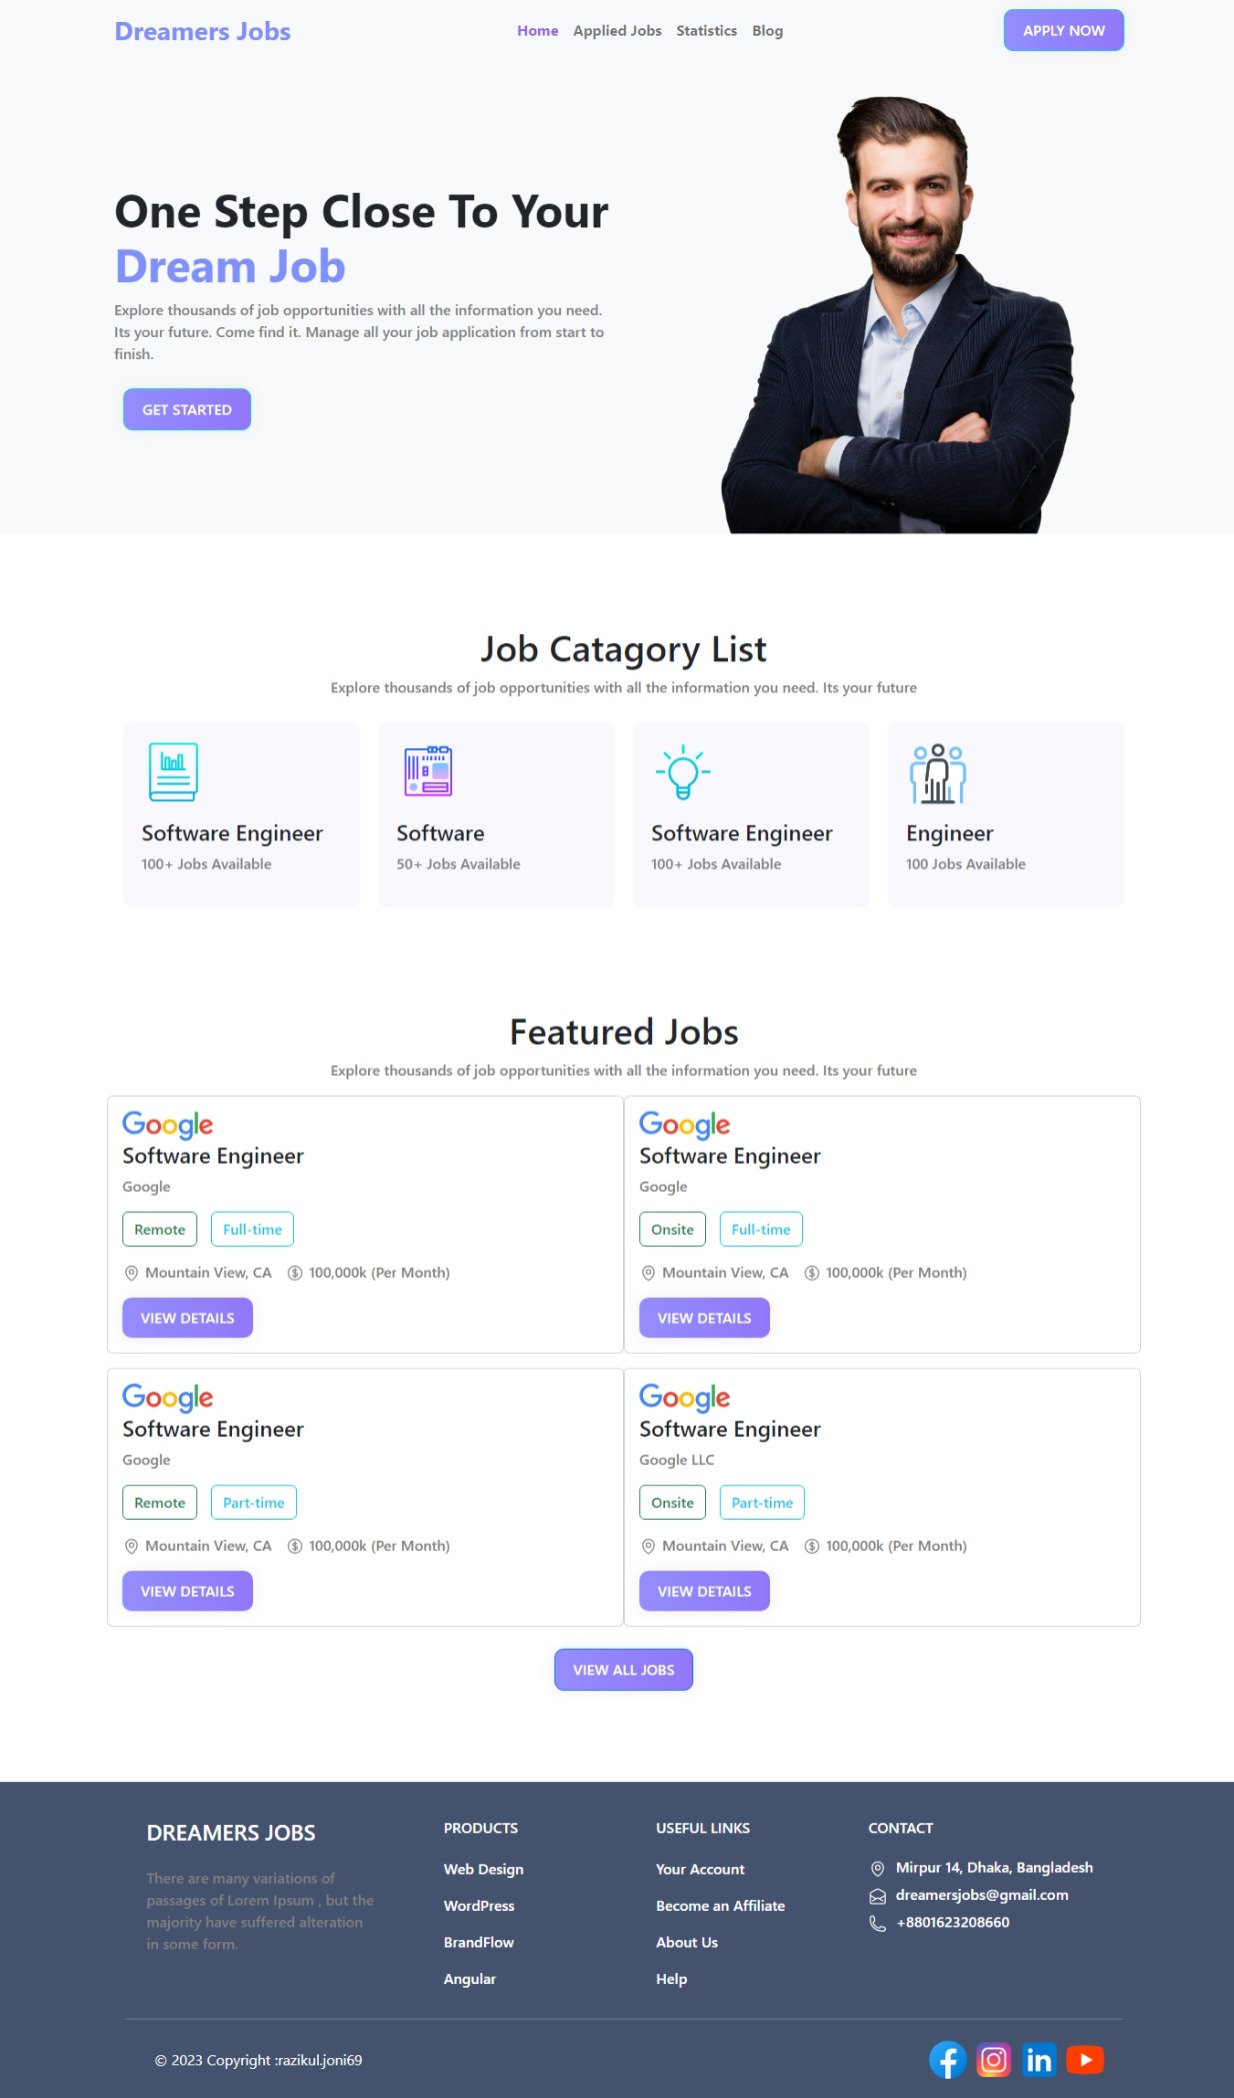 Dreamers Jobs
Home Applied Jobs Statistics Blog
APPLY NOW
One Step Close To Your
Dream Job
Explore thousands of job opportunities with all the information you need.
Its your future. Come find it. Manage all your job application from start to
finish.
GET STARTED
Job Catagory List
Explore thousands of job opportunities with all the information you need. Its your future
Software Engineer
100+ Jobs Available
Software
50+ Jobs Available
Software Engineer
100+ Jobs Available
Engineer
100 Jobs Available
Featured Jobs
Explore thousands of job opportunities with all the information you need. Its your future
Google
Software Engineer
Google
Remote Full-time
Mountain View, CA 100,000k (Per Month)
VIEW DETAILS
Google
Software Engineer
Google
Onsite Full-time
Mountain View, CA 100,000k (Per Month)
VIEW DETAILS
Google
Software Engineer
Google
Remote Part-time
Mountain View, CA 100,000k (Per Month)
VIEW DETAILS
Google
Software Engineer
Google LLC
Onsite Part-time
Mountain View, CA 100,000k (Per Month)
VIEW DETAILS
VIEW ALL JOBS
DREAMERS JOBS
There are many variations of
passages of Lorem Ipsum , but the
majority have suffered alteration
in some form.
PRODUCTS
Web Design
WordPress
BrandFlow
Angular
USEFUL LINKS
Your Account
Become an Affiliate
About Us
Help
CONTACT
Mirpur 14, Dhaka, Bangladesh
dreamersjobs@gmail.com
+8801623208660
© 2023 Copyright :razikul.joni69